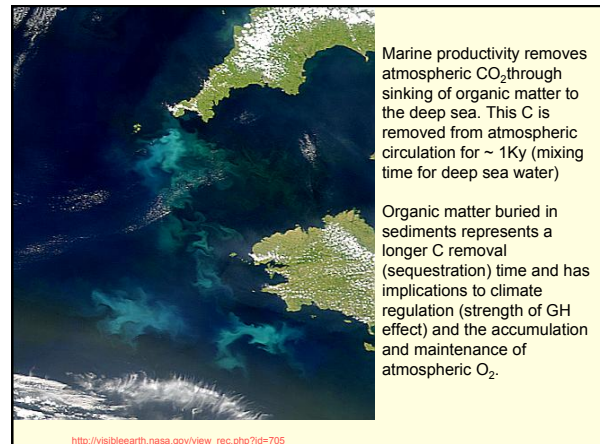 Marine productivity removes
atmospheric CO₂through
sinking of organic matter to
the deep sea. This C is
removed from atmospheric
circulation for ~ 1Ky (mixing
time for deep sea water)
Organic matter buried in
sediments represents a
longer C removal
(sequestration) time and has
implications to climate
regulation (strength of GH
effect) and the accumulation
and maintenance of
atmospheric O₂.
http://visibleearth.nasa.gov/view_rec.php?id=705